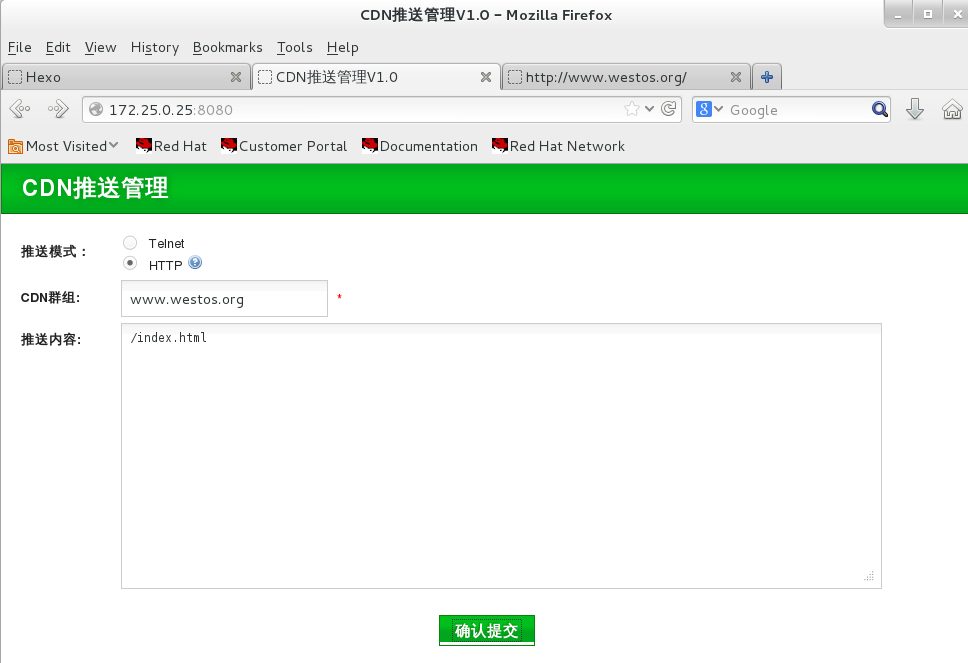 CDN推送管理V1.0 - Mozilla Firefox
File Edit View History Bookmarks Tools Help
Hexo CDN推送管理V1.0 http://www.westos.org/
172.25.0.25:8080 8 Google
Most Visited Red Hat Customer Portal Documentation Red Hat Network
CDN推送管理
推送模式： Telnet
HTTP ?
CDN群组: www.westos.org *
推送内容: /index.html
确认提交